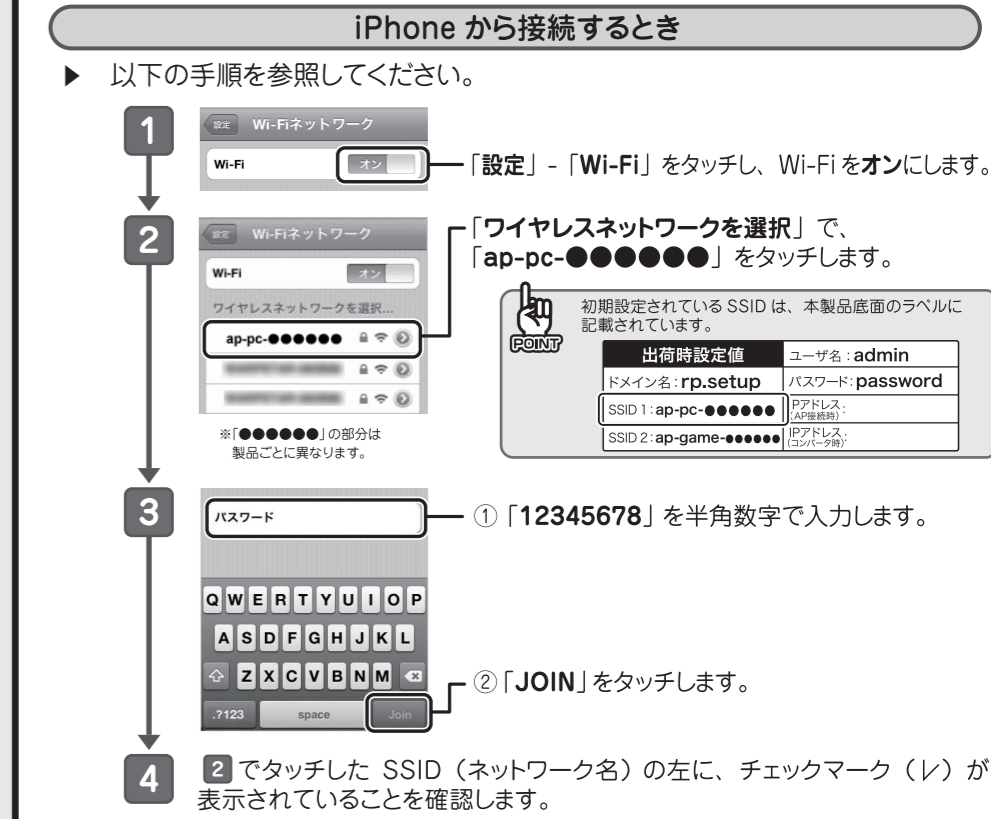 iPhone から接続するとき
▶ 以下の手順を参照してください。
1
設定 Wi-Fiネットワーク
Wi-Fi オン
「設定」-「Wi-Fi」をタッチし、Wi-Fiをオンにします。
2
設定 Wi-Fiネットワーク
Wi-Fi オン
ワイヤレスネットワークを選択...
ap-pc-●●●●●●
※「●●●●●●」の部分は
製品ごとに異なります。
「ワイヤレスネットワークを選択」で、
「ap-pc-●●●●●●」をタッチします。
POINT
初期設定されている SSID は、本製品底面のラベルに
記載されています。
出荷時設定値 ユーザ名：admin
ドメイン名：rp.setup パスワード：password
SSID 1：ap-pc-●●●●●● IPアドレス：
(AP接続時)
SSID 2：ap-game-●●●●●● IPアドレス：
(コンバータ時)
3
パスワード
① 「12345678」を半角数字で入力します。
Q W E R T Y U I O P
A S D F G H J K L
Z X C V B N M
.?123 space Join
② 「JOIN」をタッチします。
4
2 でタッチした SSID（ネットワーク名）の左に、チェックマーク（✓）が
表示されていることを確認します。